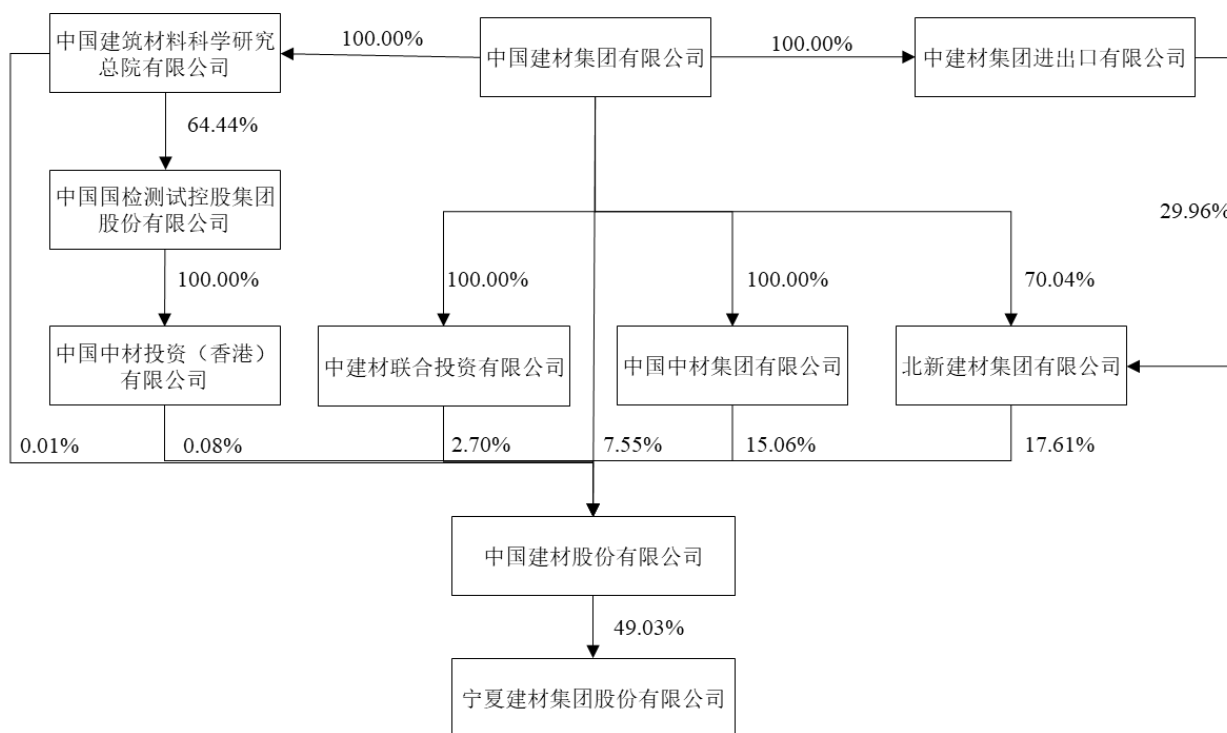 中国建筑材料科学研究
总院有限公司
100.00%
中国建材集团有限公司
100.00%
中建材集团进出口有限公司
64.44%
中国国检测试控股集团
股份有限公司
29.96%
100.00%
100.00%
100.00%
70.04%
中国中材投资（香港）
有限公司
中建材联合投资有限公司
中国中材集团有限公司
北新建材集团有限公司
0.01%
0.08%
2.70%
7.55%
15.06%
17.61%
中国建材股份有限公司
49.03%
宁夏建材集团股份有限公司